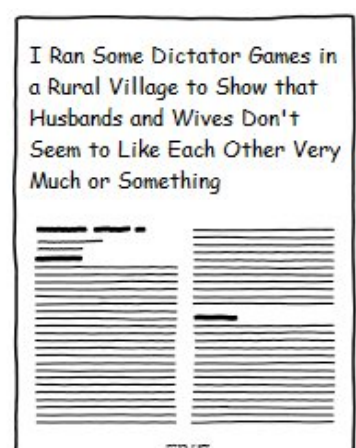 I Ran Some Dictator Games in
a Rural Village to Show that
Husbands and Wives Don't
Seem to Like Each Other Very
Much or Something